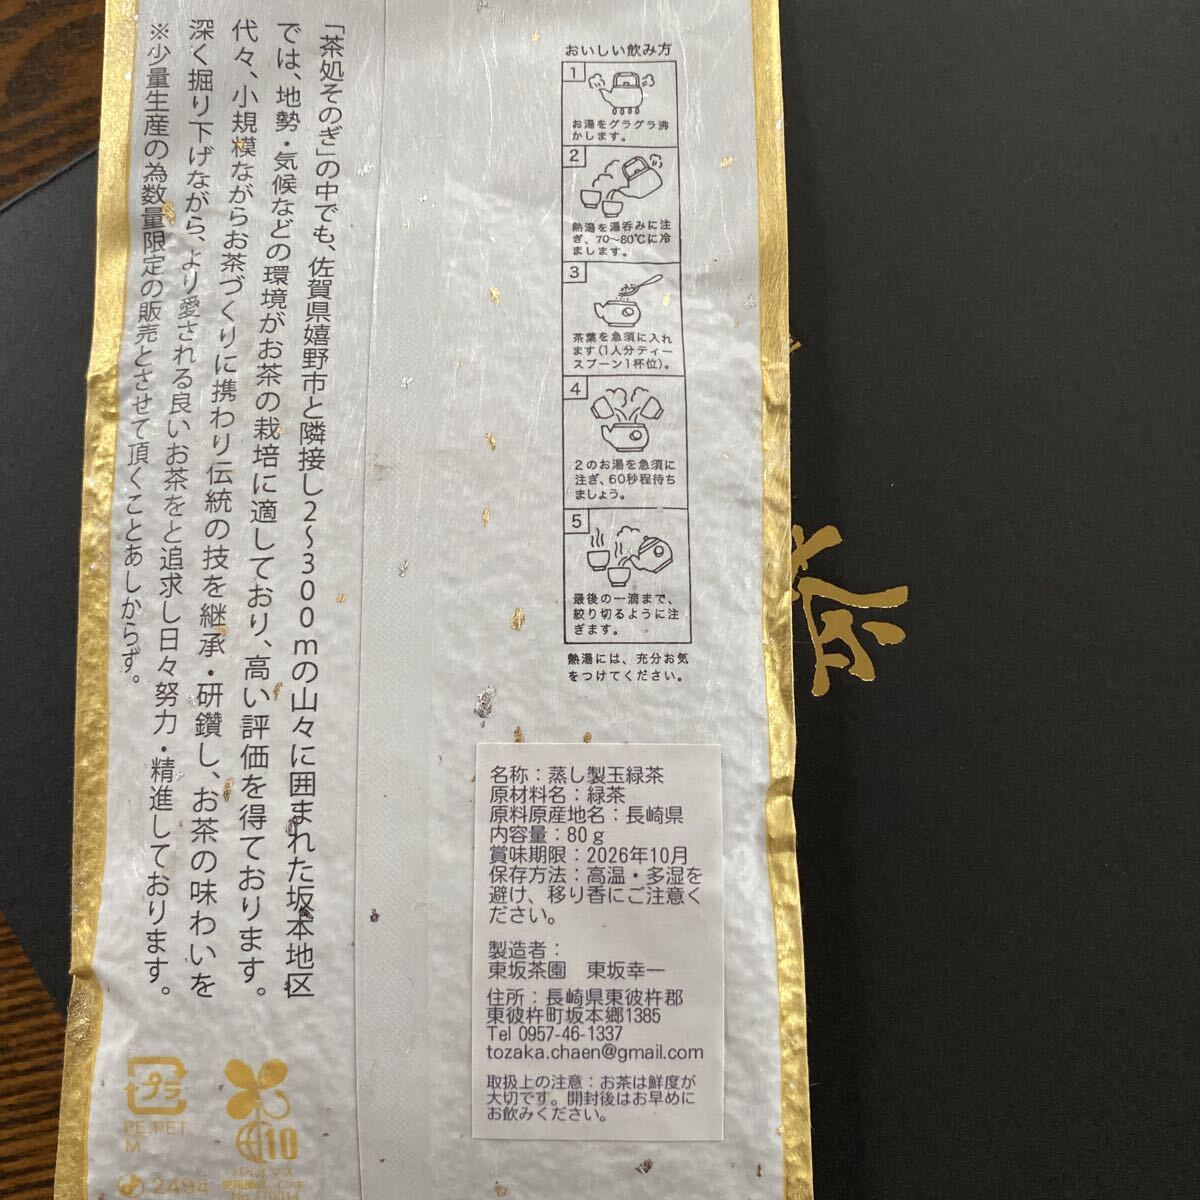 「茶処そのぎ」の中でも、佐賀県嬉野市と隣接し2〜300mの山々に囲まれた坂本地区
では、地勢・気候などの環境がお茶の栽培に適しており、高い評価を得ております。
代々、小規模ながらお茶づくりに携わり伝統の技を継承・研鑽し、お茶の味わいを
深く掘り下げながら、より愛される良いお茶をと追求し日々努力・精進しております。
※少量生産の為数量限定の販売とさせて頂くことあしからず。
おいしい飲み方
1
お湯をグラグラ沸
かします。
2
熱湯を湯呑みに注
ぎ、70〜80℃に冷
まします。
3
茶葉を急須に入れ
ます(1人分ティー
スプーン1杯位)。
4
2のお湯を急須に
注ぎ、60秒程待ち
ましょう。
5
最後の一滴まで、
絞り切るように注
ぎます。
熱湯には、充分お気
をつけてください。
名称:蒸し製玉緑茶
原材料名:緑茶
原料原産地名:長崎県
内容量:80g
賞味期限:2026年10月
保存方法:高温・多湿を
避け、移り香にご注意く
ださい。
製造者:
東坂茶園 東坂幸一
住所:長崎県東彼杵郡
東彼杵町坂本郷1385
Tel 0957-46-1337
tozaka.chaen@gmail.com
取扱上の注意:お茶は鮮度が
大切です。開封後はお早めに
お飲みください。
プラ
PE,PET
M
2494
10
バイオマス